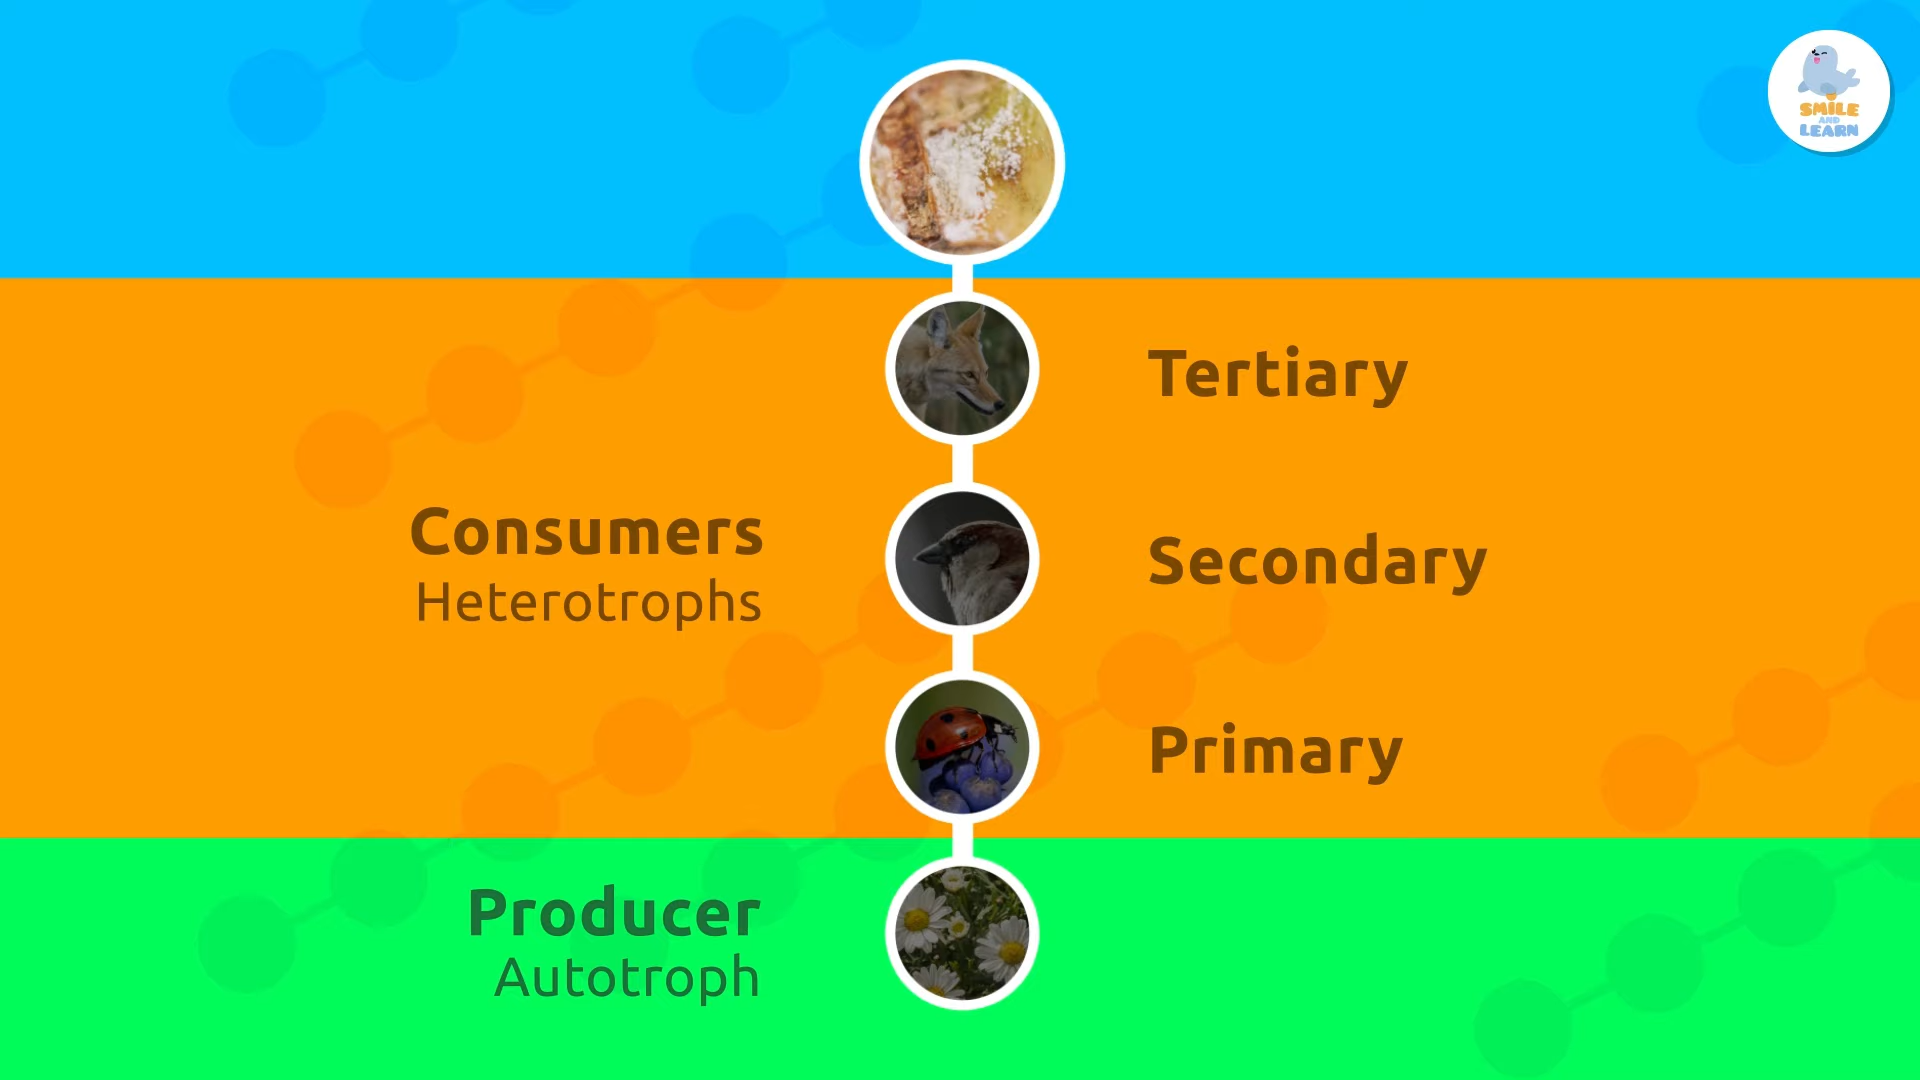 SMILE
AND
LEARN
Tertiary
Consumers
Heterotrophs
Secondary
Primary
Producer
Autotroph